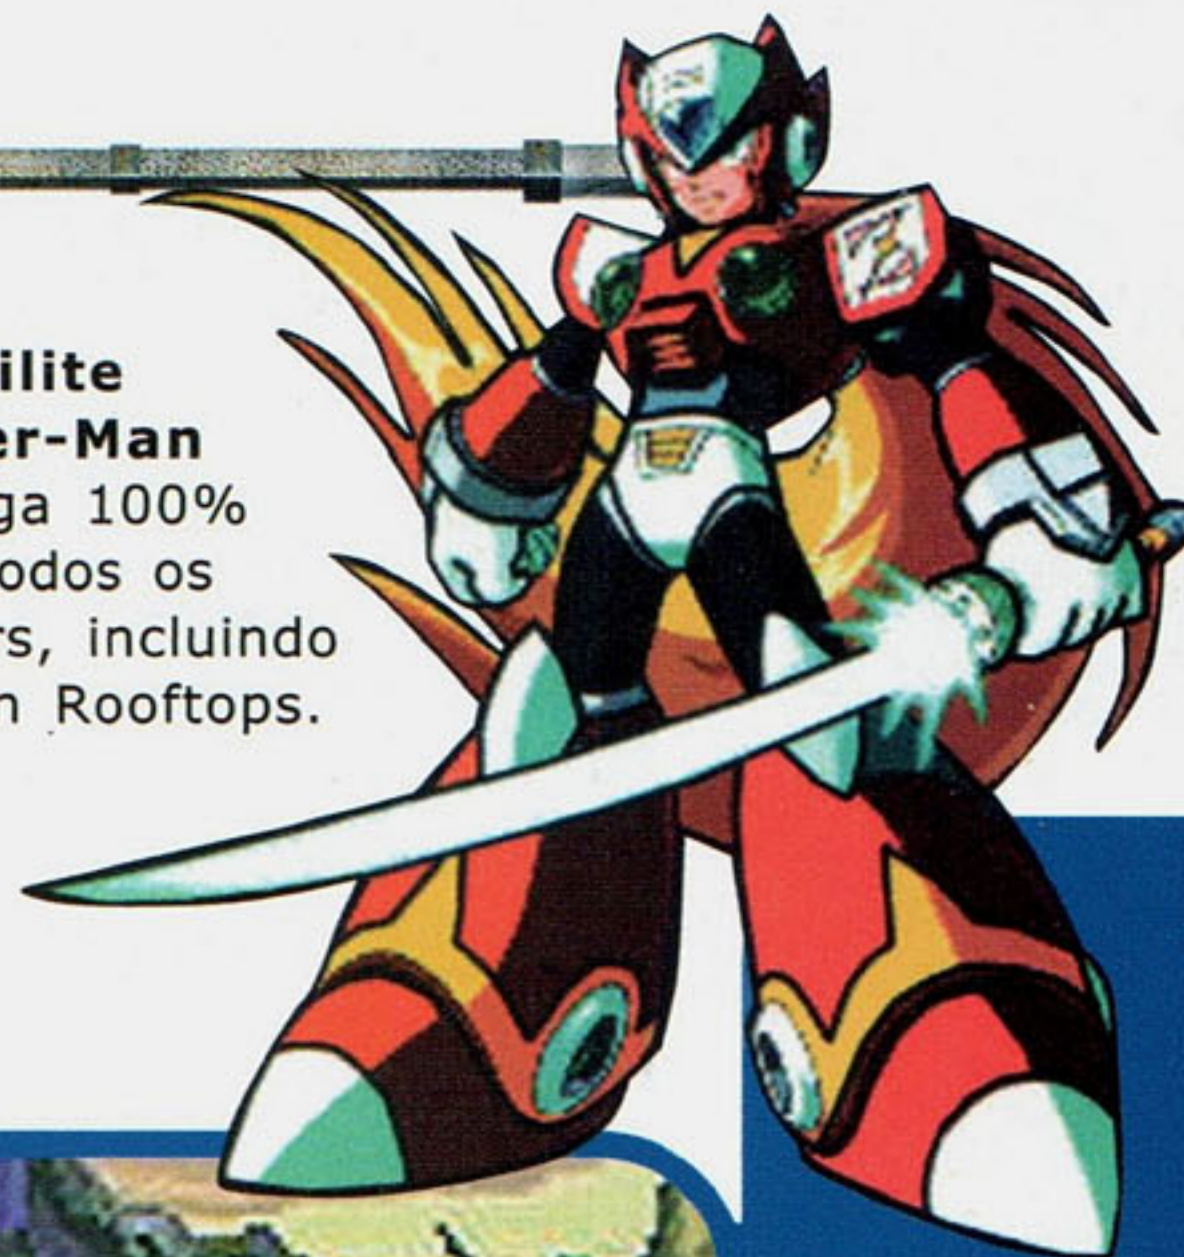 ilite
er-Man
ga 100%
odos os
rs, incluindo
n Rooftops.